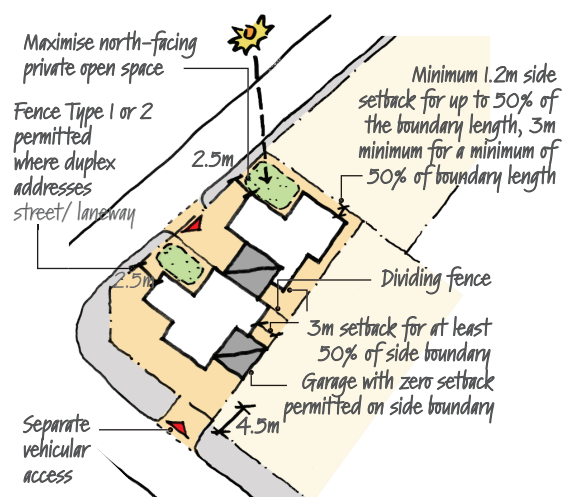 Maximise north-facing
private open space
Minimum 1.2m side
setback for up to 50% of
the boundary length, 3m
minimum for a minimum of
50% of boundary length
Fence Type 1 or 2
permitted
where duplex
addresses
street/ laneway
2.5m
2.5m
Dividing fence
3m setback for at least
50% of side boundary
Garage with zero setback
permitted on side boundary
4.5m
Separate
vehicular
access